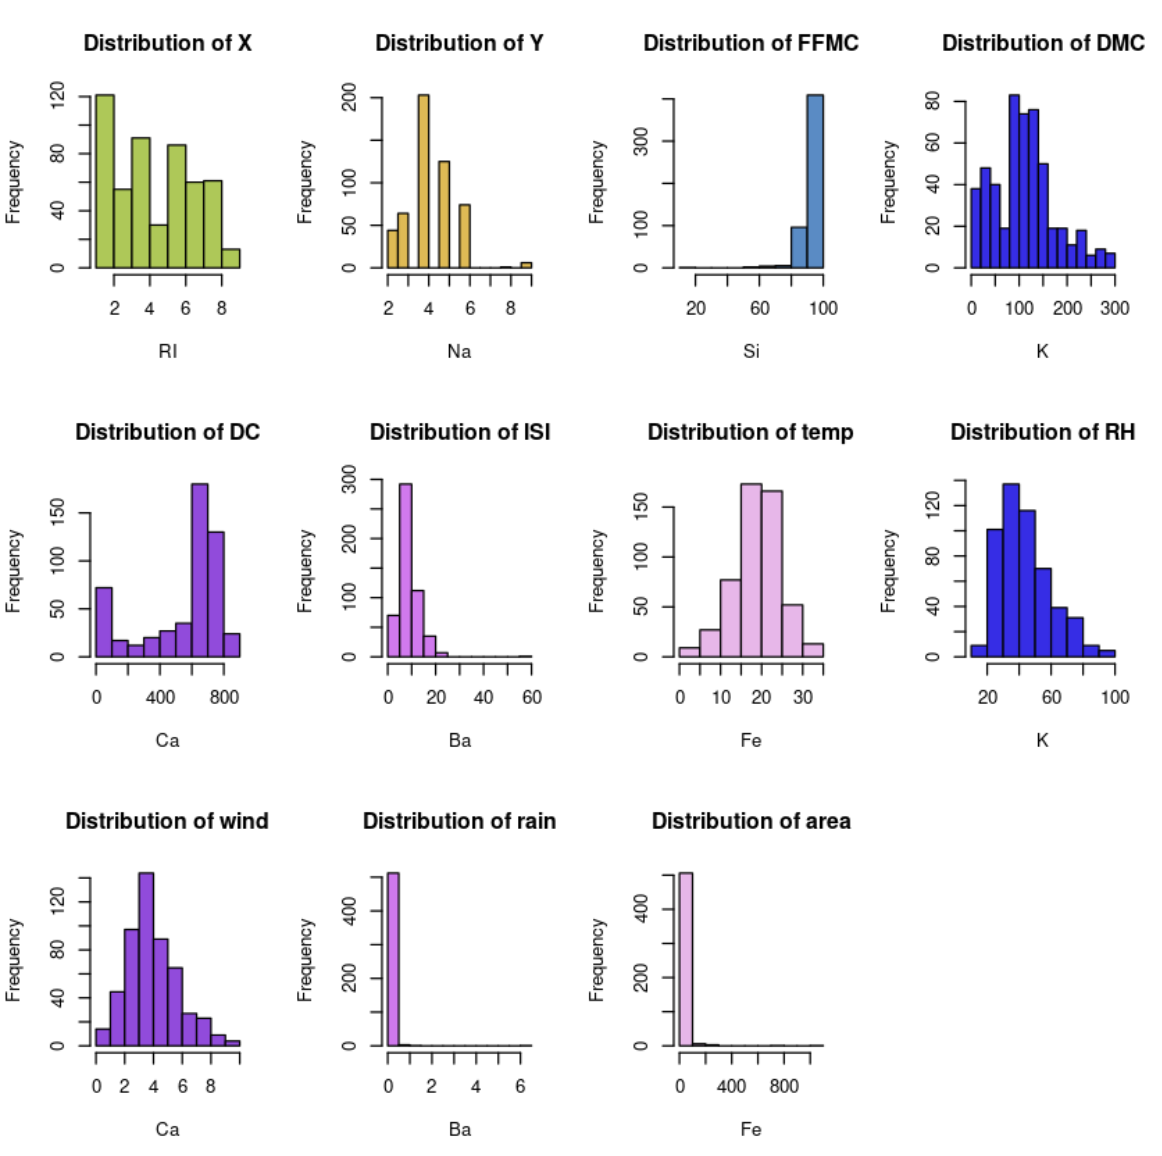 Distribution of X
Frequency
0 40 80 120
2 4 6 8
RI
Distribution of Y
Frequency
0 50 100 200
2 4 6 8
Na
Distribution of FFMC
Frequency
0 100 300
20 60 100
Si
Distribution of DMC
Frequency
0 20 40 60 80
0 100 200 300
K
Distribution of DC
Frequency
0 50 100 150
0 400 800
Ca
Distribution of ISI
Frequency
0 100 200 300
0 20 40 60
Ba
Distribution of temp
Frequency
0 50 100 150
0 10 20 30
Fe
Distribution of RH
Frequency
0 40 80 120
20 60 100
K
Distribution of wind
Frequency
0 40 80 120
0 2 4 6 8
Ca
Distribution of rain
Frequency
0 200 400
0 2 4 6
Ba
Distribution of area
Frequency
0 200 400
0 400 800
Fe